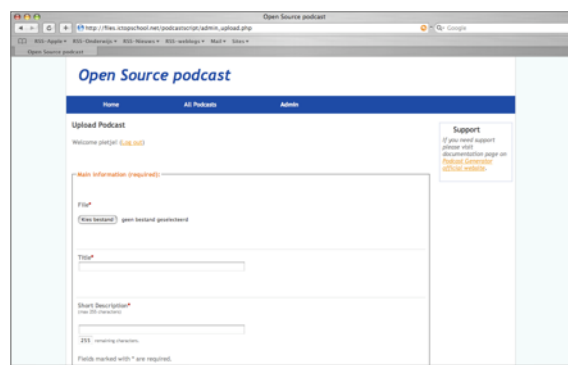 Open Source podcast
http://files.ictopschool.net/podcastscript/admin_upload.php
Google
RSS-Apple RSS-Onderwijs RSS-Nieuws RSS-weblogs Mail Sites
Open Source podcast
Open Source podcast
Home All Podcasts Admin
Upload Podcast
Welcome pietje! (Log out)
Support
If you need support
please visit
documentation page on
Podcast Generator
official website.
Main information (required):
File*
Kies bestand geen bestand geselecteerd
Title*
Short Description*
(max 255 characters)
255 remaining characters.
Fields marked with * are required.